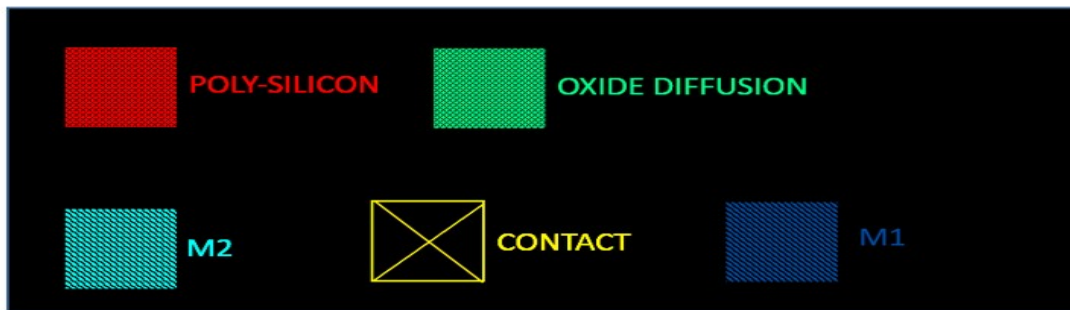 POLY-SILICON
OXIDE DIFFUSION
M2
CONTACT
M1